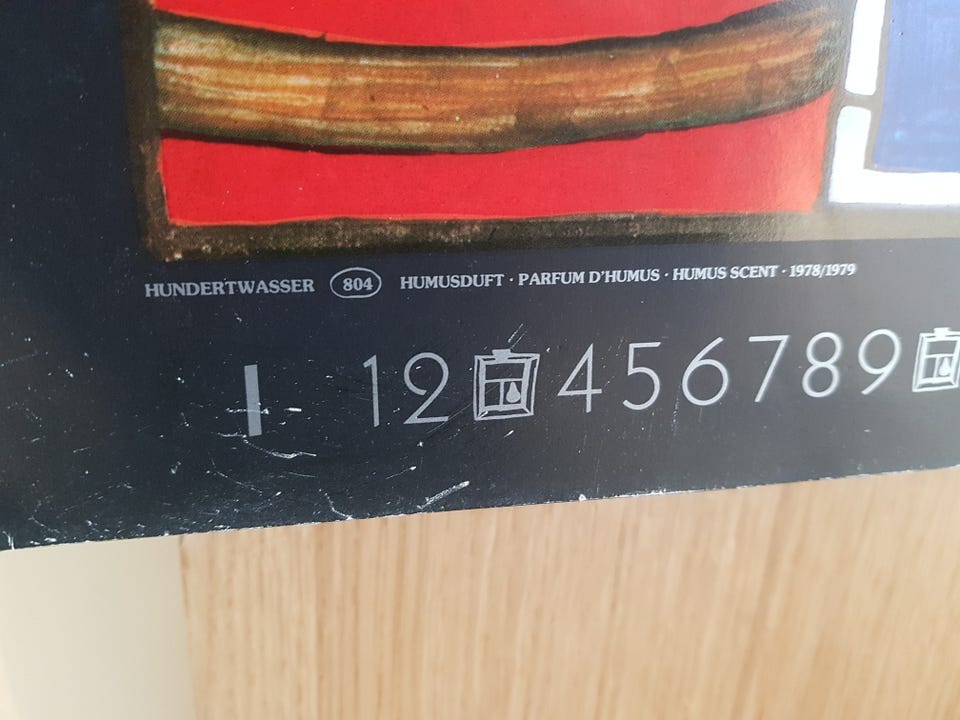 HUNDERTWASSER 804 HUMUSDUFT · PARFUM D'HUMUS · HUMUS SCENT · 1978/1979
I 12 456789